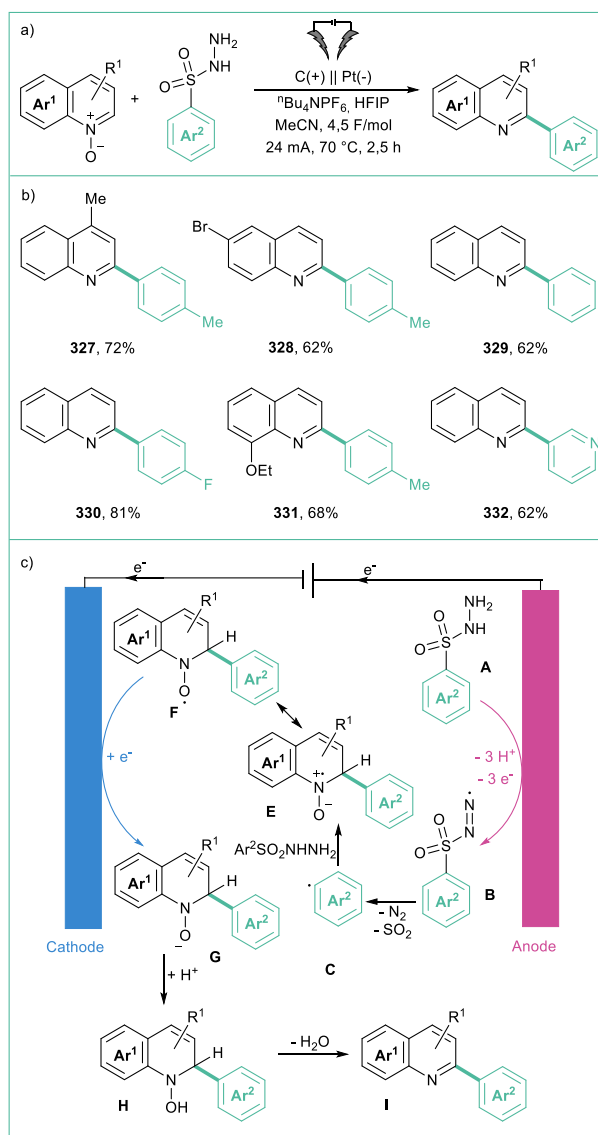 a)
R¹
Ar¹
N
+
O
−
+
NH₂
NH
O
S
O
Ar²
C(+) || Pt(-)
ⁿBu₄NPF₆, HFIP
MeCN, 4,5 F/mol
24 mA, 70 °C, 2,5 h
R¹
Ar¹
N
Ar²
b)
Me
N
Me
327, 72%
Br
N
Me
328, 62%
N
329, 62%
N
F
330, 81%
N
OEt
Me
331, 68%
N
N
332, 62%
c)
e⁻
e⁻
R¹
H
Ar¹
N
O
•
Ar²
F
NH₂
NH
O
S
O
Ar²
A
+ e⁻
R¹
H
Ar¹
N
+•
O
−
Ar²
E
- 3 H⁺
- 3 e⁻
•
N
N
O
S
O
Ar²
B
Ar²SO₂NHNH₂
•
Ar²
C
- N₂
-SO₂
R¹
H
Ar¹
N
O
−
Ar²
G
Cathode
Anode
+ H⁺
R¹
H
Ar¹
N
OH
Ar²
H
- H₂O
R¹
Ar¹
N
Ar²
I